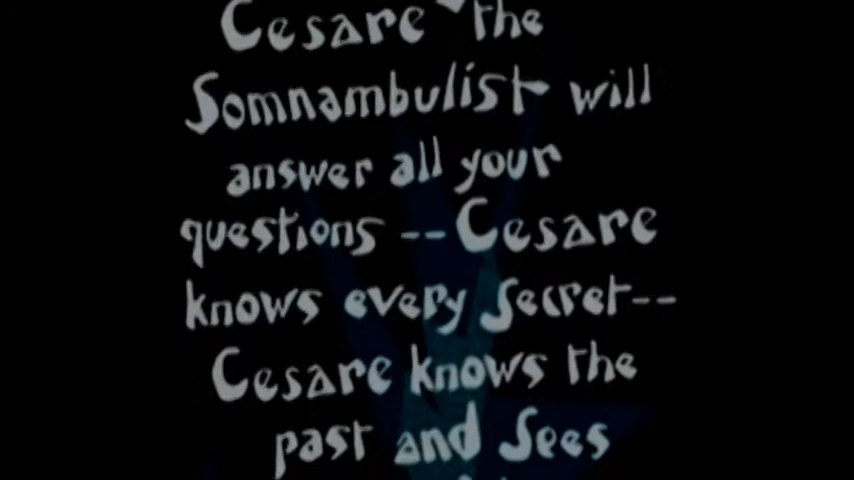 Cesare the
Somnambulist will
answer all your
questions -- Cesare
knows every Secret--
Cesare knows the
past and Sees